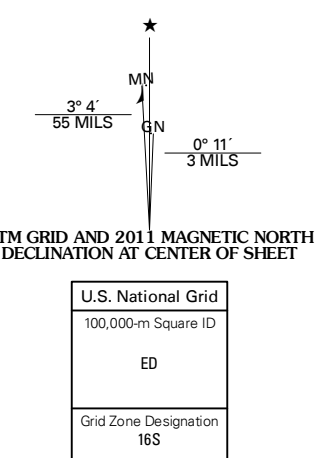 ★
MN
3° 4´
55 MILS
GN
0° 11´
3 MILS
TM GRID AND 2011 MAGNETIC NORTH
DECLINATION AT CENTER OF SHEET
U.S. National Grid
100,000-m Square ID
ED
Grid Zone Designation
16S